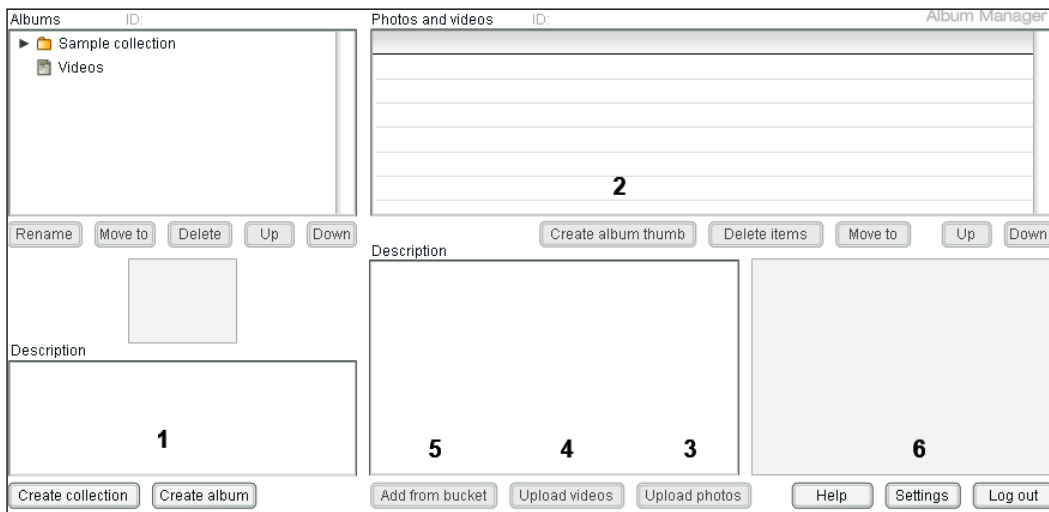 Albums ID: Photos and videos ID: Album Manager
Sample collection
Videos
2
Rename Move to Delete Up Down Create album thumb Delete items Move to Up Down
Description
Description
1 5 4 3 6
Create collection Create album Add from bucket Upload videos Upload photos Help Settings Log out